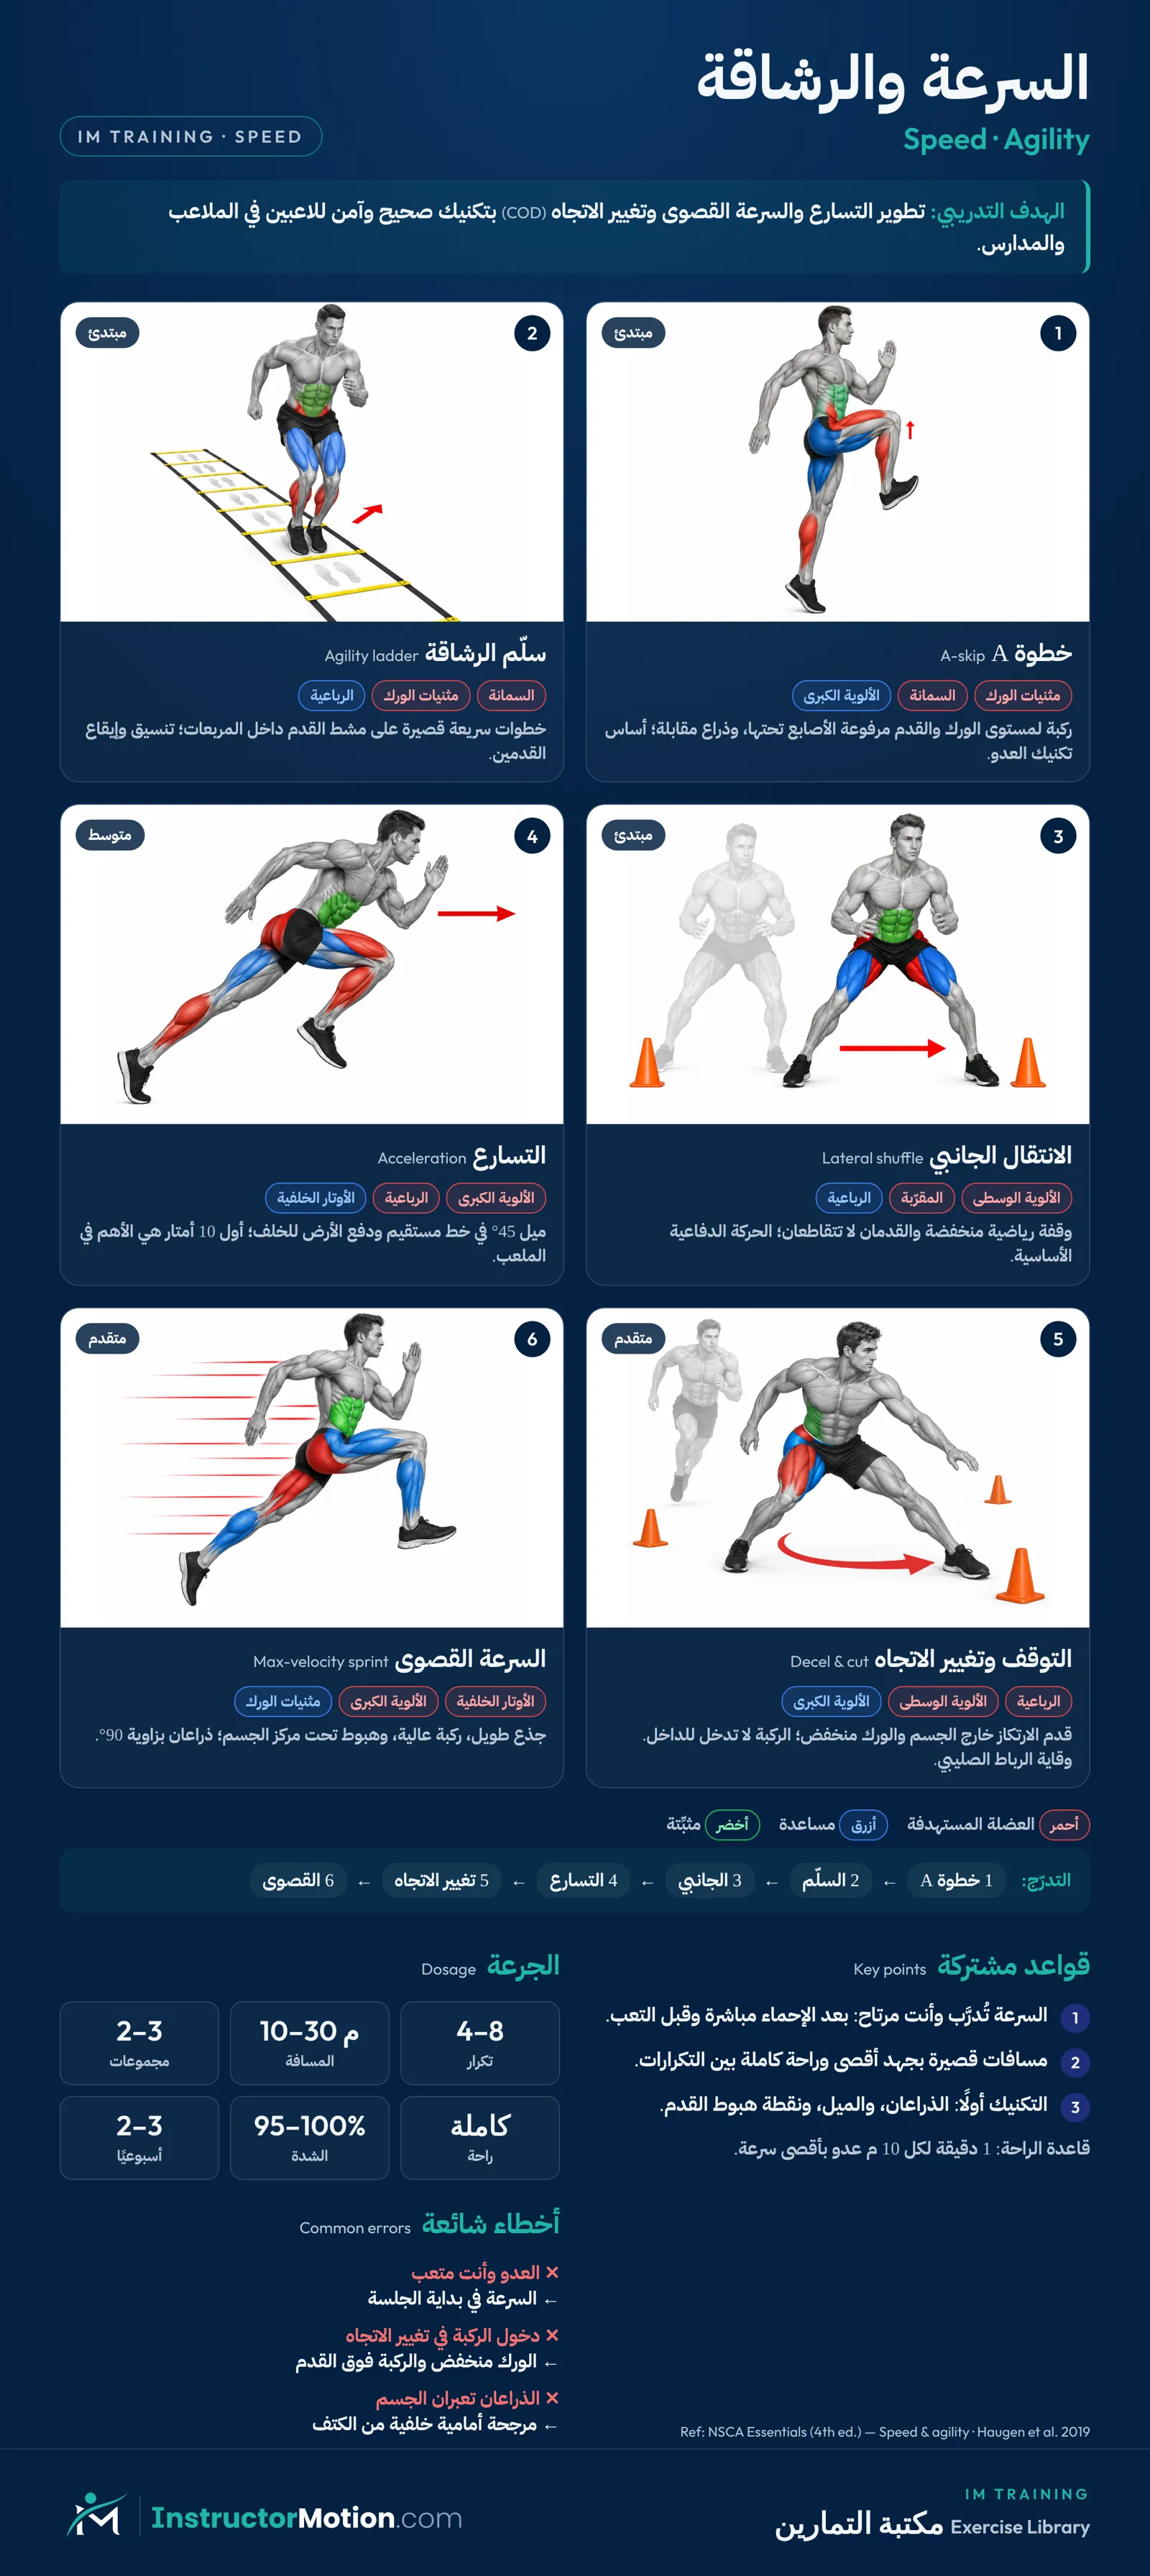 السرعة والرشاقة
Speed · Agility
IM TRAINING · SPEED
الهدف التدريبي: تطوير التسارع والسرعة القصوى وتغيير الاتجاه (COD) بتكنيك صحيح وآمن للاعبين في الملاعب
والمدارس.
1
مبتدئ
خطوة A A-skip
مثنيات الورك السمانة الألوية الكبرى
ركبة لمستوى الورك والقدم مرفوعة الأصابع تحتها، وذراع مقابلة؛ أساس
تكنيك العدو.
2
مبتدئ
سلّم الرشاقة Agility ladder
السمانة مثنيات الورك الرباعية
خطوات سريعة قصيرة على مشط القدم داخل المربعات؛ تنسيق وإيقاع
القدمين.
3
مبتدئ
الانتقال الجانبي Lateral shuffle
الألوية الوسطى المقرّبة الرباعية
وقفة رياضية منخفضة والقدمان لا تتقاطعان؛ الحركة الدفاعية
الأساسية.
4
متوسط
التسارع Acceleration
الألوية الكبرى الرباعية الأوتار الخلفية
ميل 45° في خط مستقيم ودفع الأرض للخلف؛ أول 10 أمتار هي الأهم في
الملعب.
5
متقدم
التوقف وتغيير الاتجاه Decel & cut
الرباعية الألوية الوسطى الألوية الكبرى
قدم الارتكاز خارج الجسم والورك منخفض؛ الركبة لا تدخل للداخل.
وقاية الرباط الصليبي.
6
متقدم
السرعة القصوى Max-velocity sprint
الأوتار الخلفية الألوية الكبرى مثنيات الورك
جذع طويل، ركبة عالية، وهبوط تحت مركز الجسم؛ ذراعان بزاوية 90°.
أحمر العضلة المستهدفة أزرق مساعدة أخضر مثبّتة
التدرّج: 1 خطوة A ← 2 السلّم ← 3 الجانبي ← 4 التسارع ← 5 تغيير الاتجاه ← 6 القصوى
قواعد مشتركة Key points
1 السرعة تُدرَّب وأنت مرتاح: بعد الإحماء مباشرة وقبل التعب.
2 مسافات قصيرة بجهد أقصى وراحة كاملة بين التكرارات.
3 التكنيك أولًا: الذراعان، والميل، ونقطة هبوط القدم.
قاعدة الراحة: 1 دقيقة لكل 10 م عدو بأقصى سرعة.
الجرعة Dosage
4–8
تكرار
10–30 م
المسافة
2–3
مجموعات
كاملة
راحة
95–100%
الشدة
2–3
أسبوعيًا
أخطاء شائعة Common errors
✕ العدو وأنت متعب
← السرعة في بداية الجلسة
✕ دخول الركبة في تغيير الاتجاه
← الورك منخفض والركبة فوق القدم
✕ الذراعان تعبران الجسم
← مرجحة أمامية خلفية من الكتف
Ref: NSCA Essentials (4th ed.) — Speed & agility · Haugen et al. 2019
IM TRAINING
مكتبة التمارين Exercise Library
InstructorMotion.com